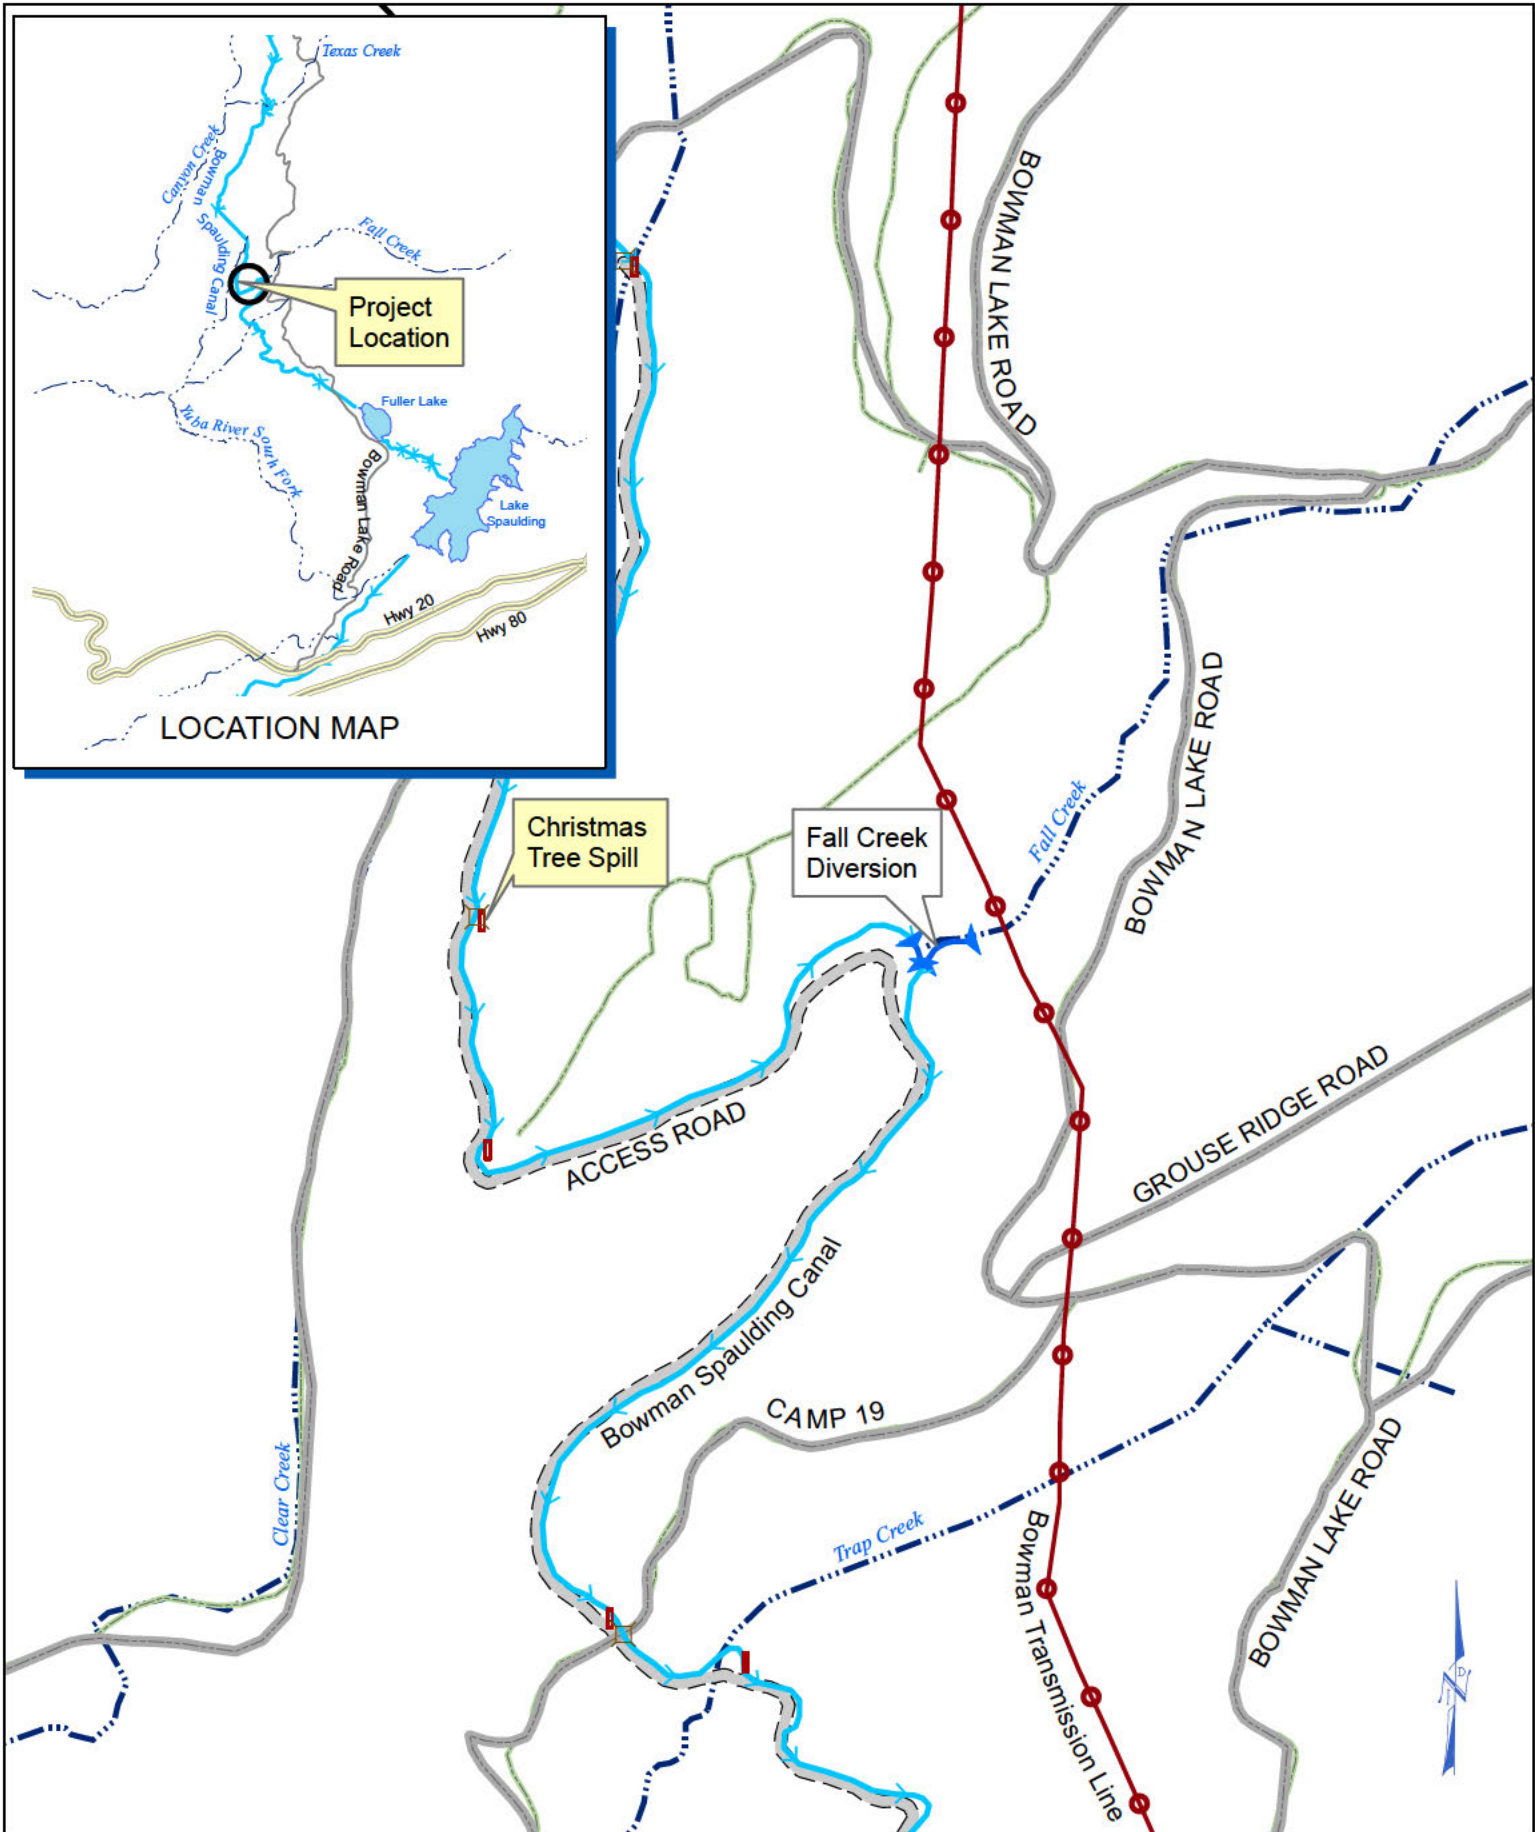 Texas Creek
Canyon Creek
Bowman
Spaulding Canal
Fall Creek
Project
Location
Fuller Lake
Yuba River South Fork
Bowman Lake Road
Lake
Spaulding
Hwy 20
Hwy 80
LOCATION MAP
BOWMAN LAKE ROAD
Christmas
Tree Spill
Fall Creek
Diversion
Fall Creek
BOWMAN LAKE ROAD
ACCESS ROAD
GROUSE RIDGE ROAD
Bowman Spaulding Canal
CAMP 19
Clear Creek
Trap Creek
Bowman Transmission Line
BOWMAN LAKE ROAD
NID